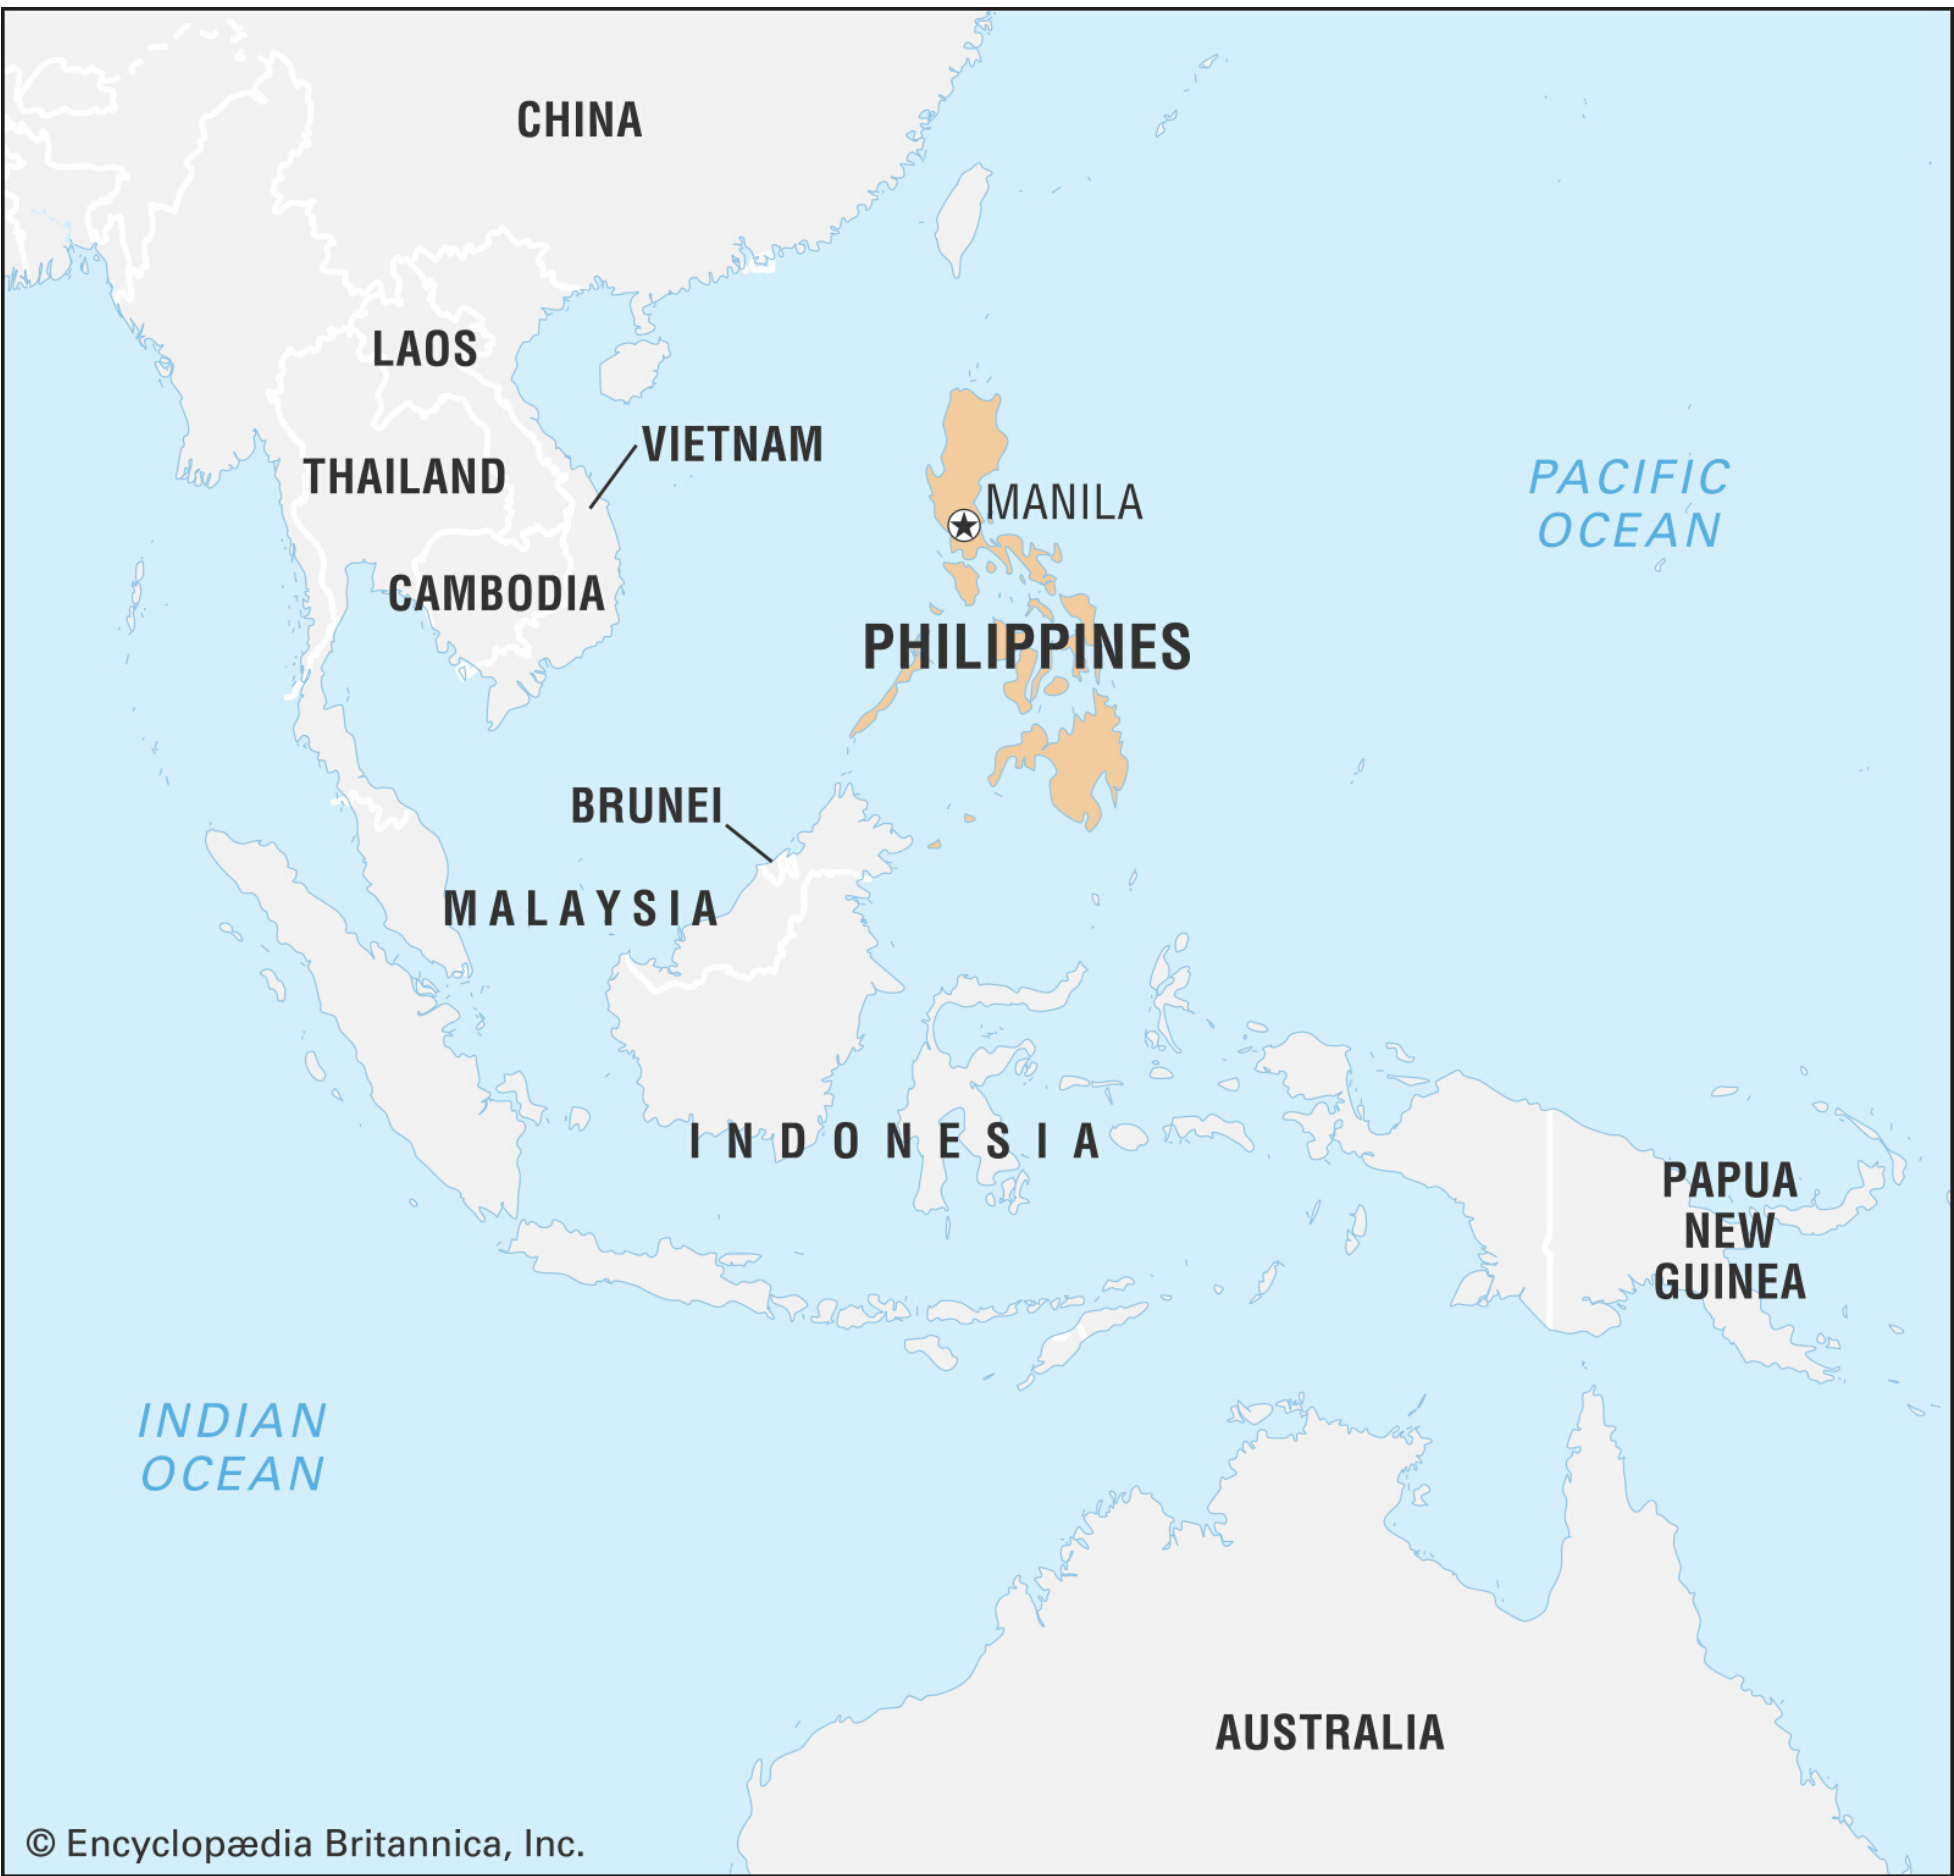 CHINA
LAOS
VIETNAM
THAILAND
MANILA
PACIFIC
OCEAN
CAMBODIA
PHILIPPINES
BRUNEI
MALAYSIA
INDONESIA
PAPUA
NEW
GUINEA
INDIAN
OCEAN
AUSTRALIA
© Encyclopædia Britannica, Inc.